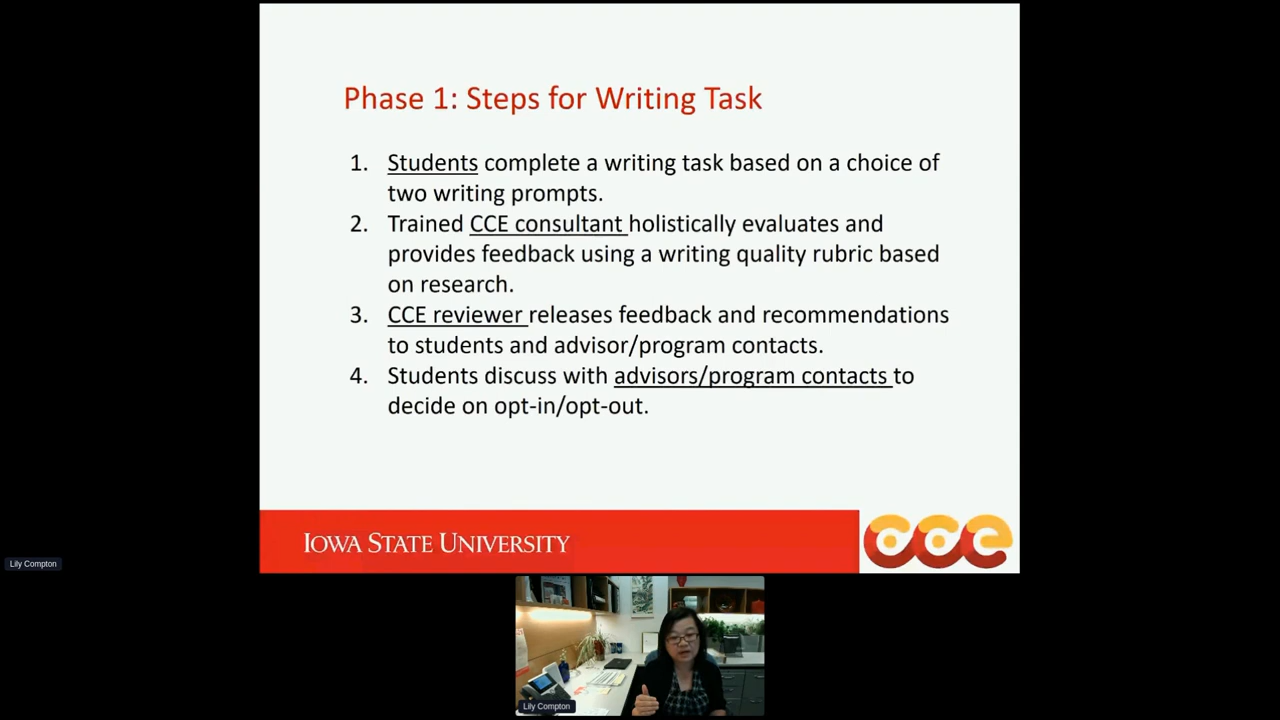 Phase 1: Steps for Writing Task
1. Students complete a writing task based on a choice of
two writing prompts.
2. Trained CCE consultant holistically evaluates and
provides feedback using a writing quality rubric based
on research.
3. CCE reviewer releases feedback and recommendations
to students and advisor/program contacts.
4. Students discuss with advisors/program contacts to
decide on opt-in/opt-out.
IOWA STATE UNIVERSITY
cce
Lily Compton
Lily Compton